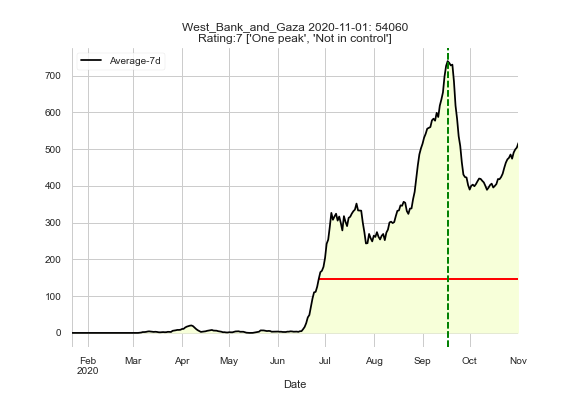 West_Bank_and_Gaza 2020-11-01: 54060
Rating:7 ['One peak', 'Not in control']
Average-7d
700
600
500
400
300
200
100
0
Feb Mar Apr May Jun Jul Aug Sep Oct Nov
2020
Date